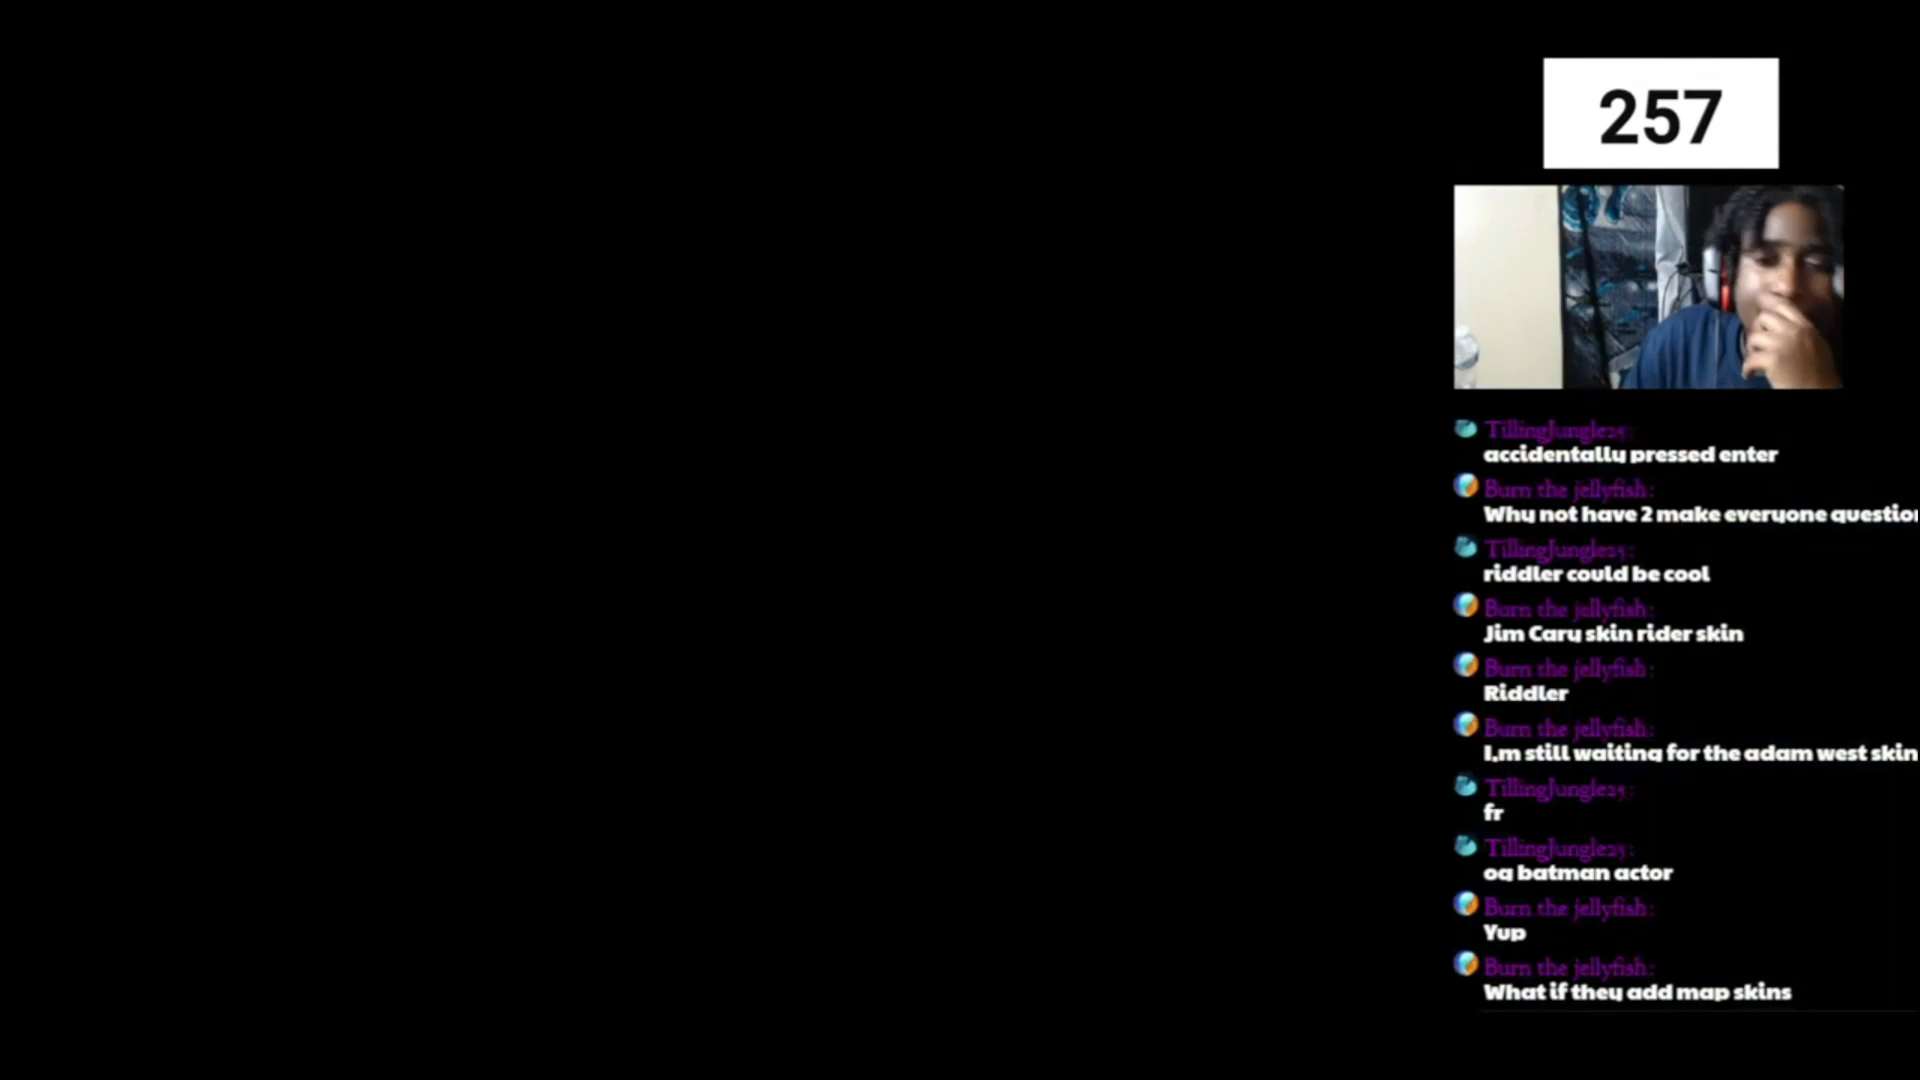 257
TillingJungle25:
accidentally pressed enter
Burn the jellyfish:
Why not have 2 make everyone question
TillingJungle25:
riddler could be cool
Burn the jellyfish:
Jim Cary skin rider skin
Burn the jellyfish:
Riddler
Burn the jellyfish:
I,m still waiting for the adam west skin
TillingJungle25:
fr
TillingJungle25:
og batman actor
Burn the jellyfish:
Yup
Burn the jellyfish:
What if they add map skins